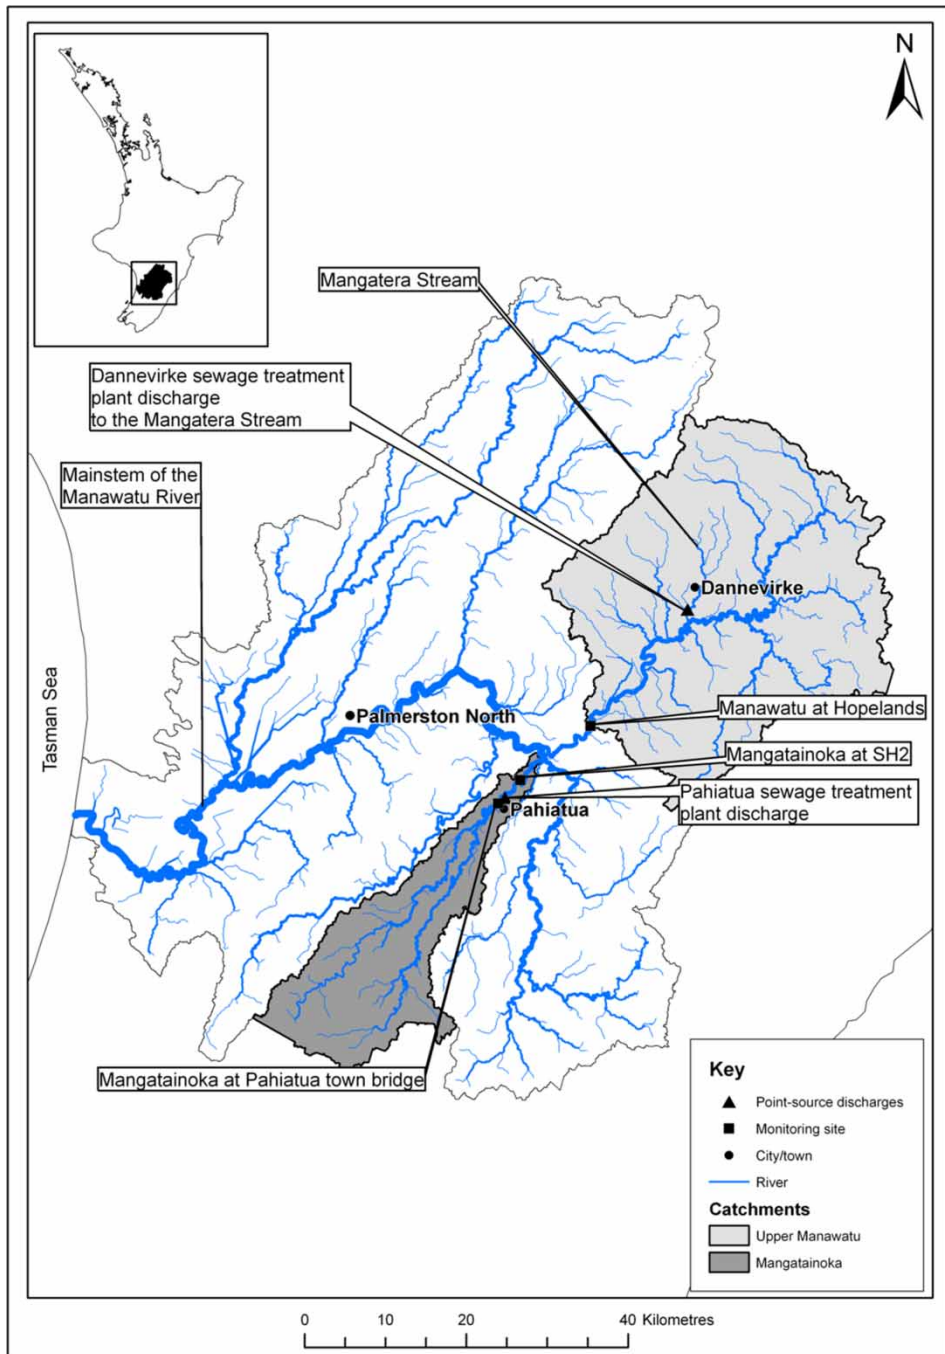 N
Mangatera Stream
Dannevirke sewage treatment
plant discharge
to the Mangatera Stream
Mainstem of the
Manawatu River
Dannevirke
Tasman Sea
Palmerston North
Manawatu at Hopelands
Mangatainoka at SH2
Pahiatua sewage treatment
plant discharge
Pahiatua
Mangatainoka at Pahiatua town bridge
Key
Point-source discharges
Monitoring site
City/town
River
Catchments
Upper Manawatu
Mangatainoka
0 10 20 40 Kilometres